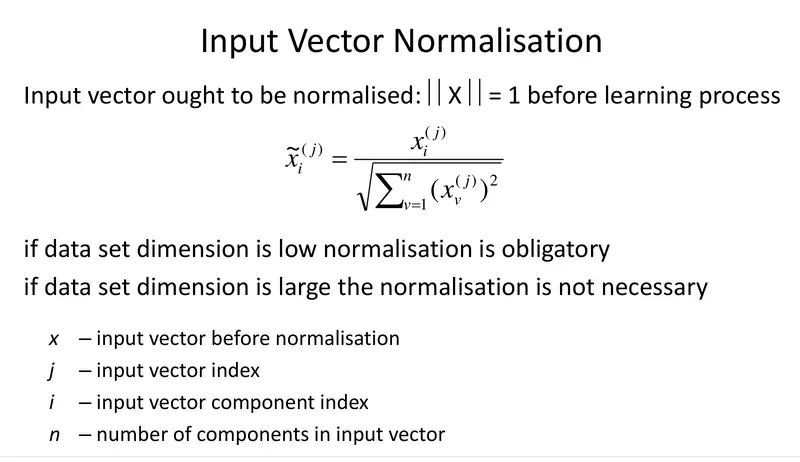 Input Vector Normalisation
Input vector ought to be normalised: || X || = 1 before learning process
x̃_i^(j) = x_i^(j) / √(∑_{v=1}^{n} (x_v^(j))^2)
if data set dimension is low normalisation is obligatory
if data set dimension is large the normalisation is not necessary
x – input vector before normalisation
j – input vector index
i – input vector component index
n – number of components in input vector